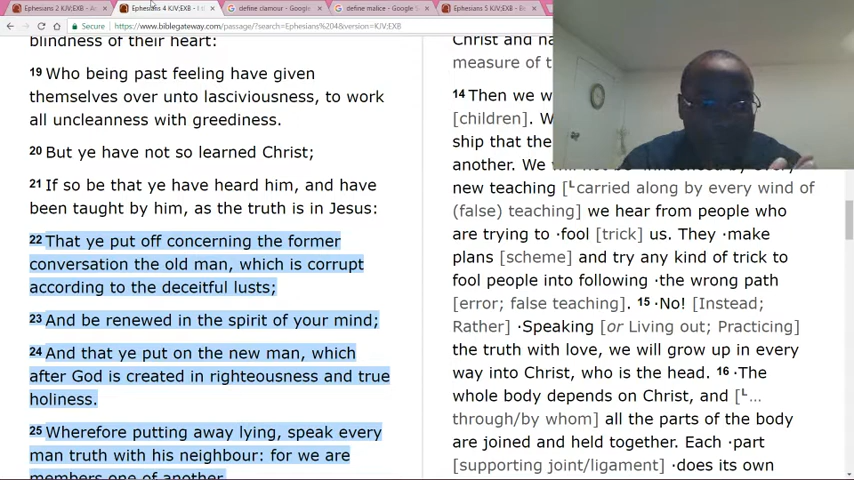 Ephesians 2 KJV;EXB - 
Ephesians 4 KJV;EXB - 
define clamour - Google 
define malice - Google S
Ephesians 5 KJV;EXB - B
Secure
https://www.biblegateway.com/passage/?search=Ephesians%204&version=KJV;EXB
blindness of their heart:
19 Who being past feeling have given
themselves over unto lasciviousness, to work
all uncleanness with greediness.
20 But ye have not so learned Christ;
21 If so be that ye have heard him, and have
been taught by him, as the truth is in Jesus:
22 That ye put off concerning the former
conversation the old man, which is corrupt
according to the deceitful lusts;
23 And be renewed in the spirit of your mind;
24 And that ye put on the new man, which
after God is created in righteousness and true
holiness.
25 Wherefore putting away lying, speak every
man truth with his neighbour: for we are
members one of another.
Christ and ha
measure of t
14 Then we w
[children]. W
ship that the
another. We will not be influenced by every
new teaching [Lcarried along by every wind of
(false) teaching] we hear from people who
are trying to ·fool [trick] us. They ·make
plans [scheme] and try any kind of trick to
fool people into following ·the wrong path
[error; false teaching]. 15 ·No! [Instead;
Rather] ·Speaking [or Living out; Practicing]
the truth with love, we will grow up in every
way into Christ, who is the head. 16 ·The
whole body depends on Christ, and [L...
through/by whom] all the parts of the body
are joined and held together. Each ·part
[supporting joint/ligament] ·does its own